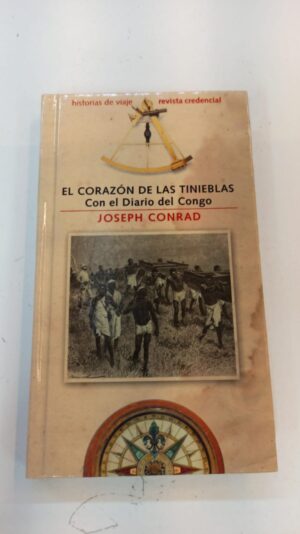 historias de viaje revista credencial
EL CORAZÓN DE LAS TINIEBLAS
Con el Diario del Congo
JOSEPH CONRAD